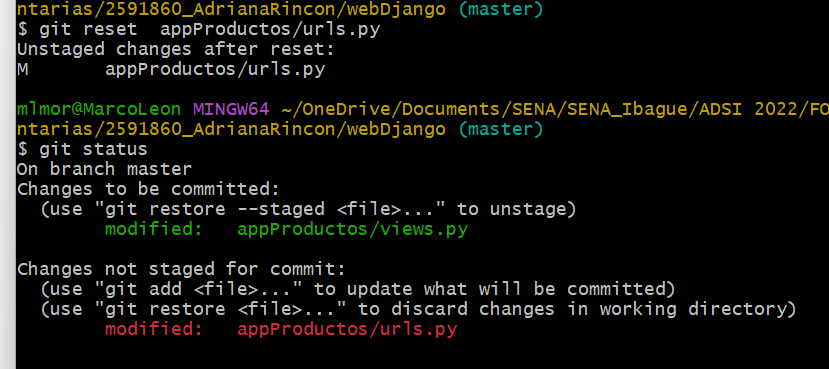 ntarias/2591860_AdrianaRincon/webDjango (master)
$ git reset  appProductos/urls.py
Unstaged changes after reset:
M       appProductos/urls.py
mlmor@MarcoLeon MINGW64 ~/OneDrive/Documents/SENA/SENA_Ibague/ADSI 2022/FO
ntarias/2591860_AdrianaRincon/webDjango (master)
$ git status
On branch master
Changes to be committed:
  (use "git restore --staged <file>..." to unstage)
        modified:   appProductos/views.py
Changes not staged for commit:
  (use "git add <file>..." to update what will be committed)
  (use "git restore <file>..." to discard changes in working directory)
        modified:   appProductos/urls.py